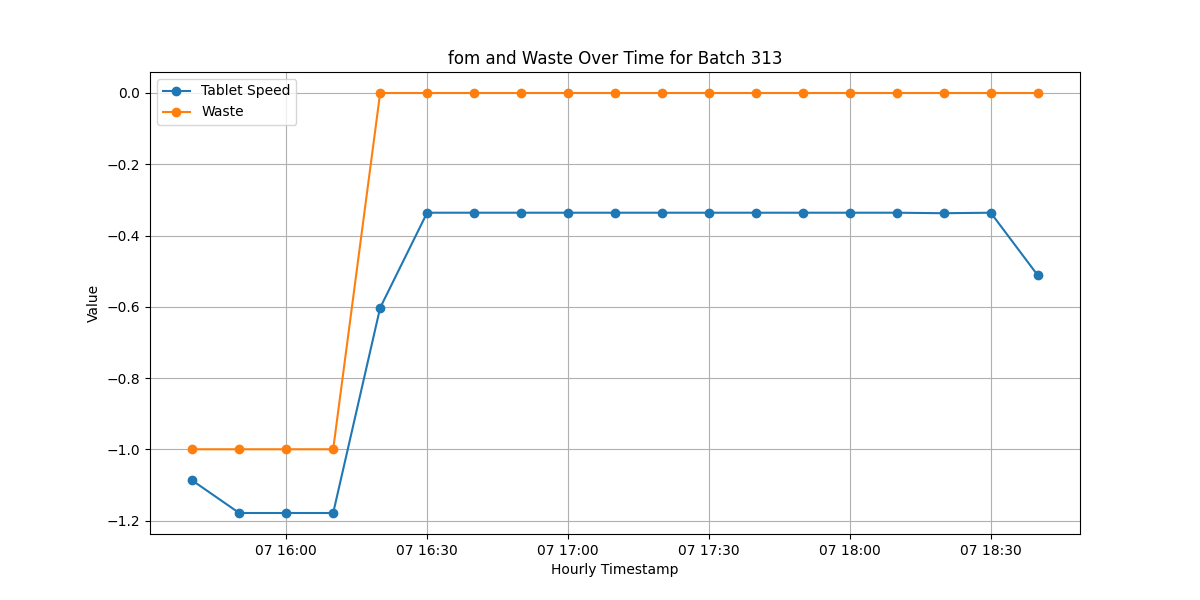 fom and Waste Over Time for Batch 313
Tablet Speed
Waste
0.0
−0.2
−0.4
−0.6
−0.8
−1.0
−1.2
Value
07 16:00 07 16:30 07 17:00 07 17:30 07 18:00 07 18:30
Hourly Timestamp